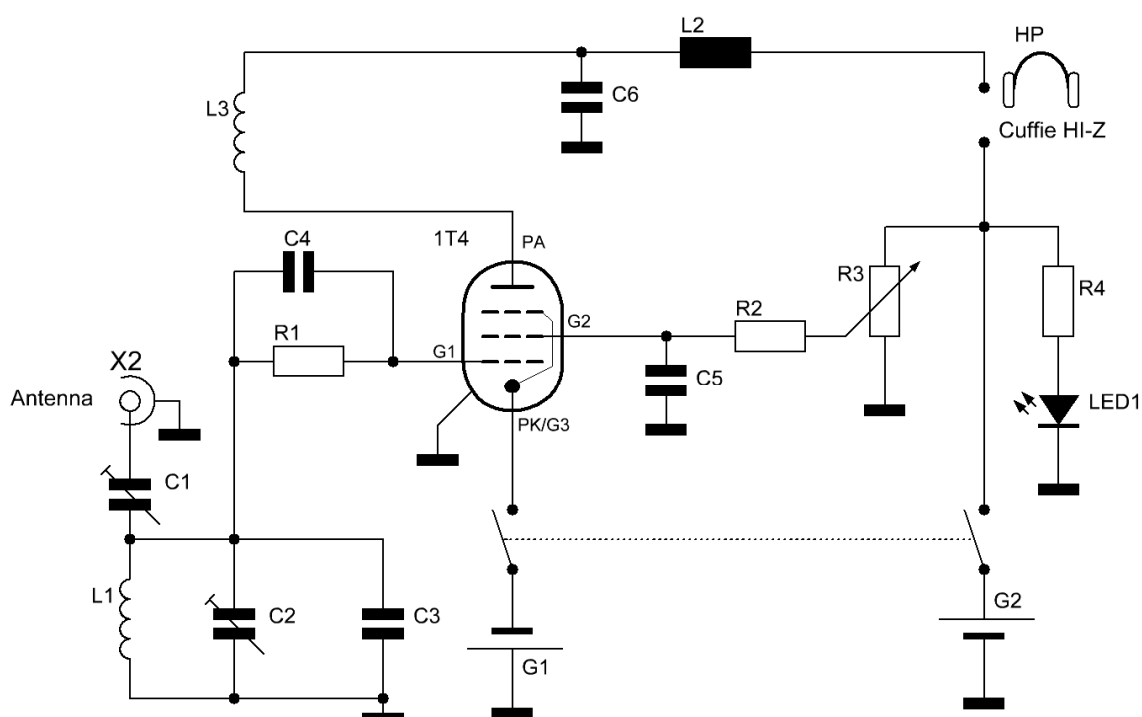 L2
HP
C6
L3
Cuffie HI-Z
C4
1T4
PA
R3
R4
R1
G2
R2
G1
X2
C5
Antenna
LED1
PK/G3
C1
L1
C2
C3
G2
G1